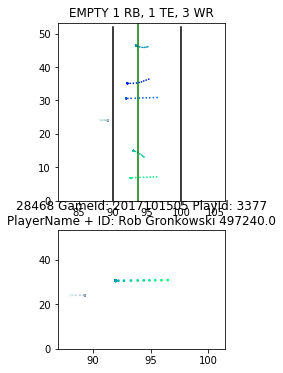 EMPTY 1 RB, 1 TE, 3 WR
50
40
30
20
10
0
85 90 95 100 105
28468 GameId: 2017101505 PlayId: 3377
PlayerName + ID: Rob Gronkowski 497240.0
40
20
0
90 95 100